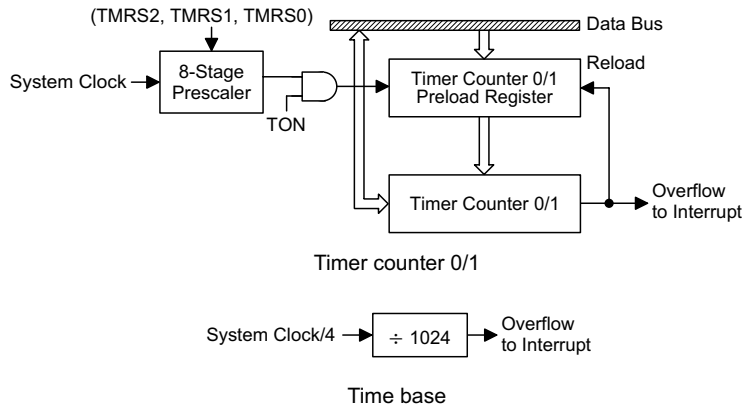 (TMRS2, TMRS1, TMRS0)
Data Bus
System Clock
8-Stage
Prescaler
TON
Timer Counter 0/1
Preload Register
Reload
Timer Counter 0/1
Overflow
to Interrupt
Timer counter 0/1
System Clock/4
÷ 1024
Overflow
to Interrupt
Time base